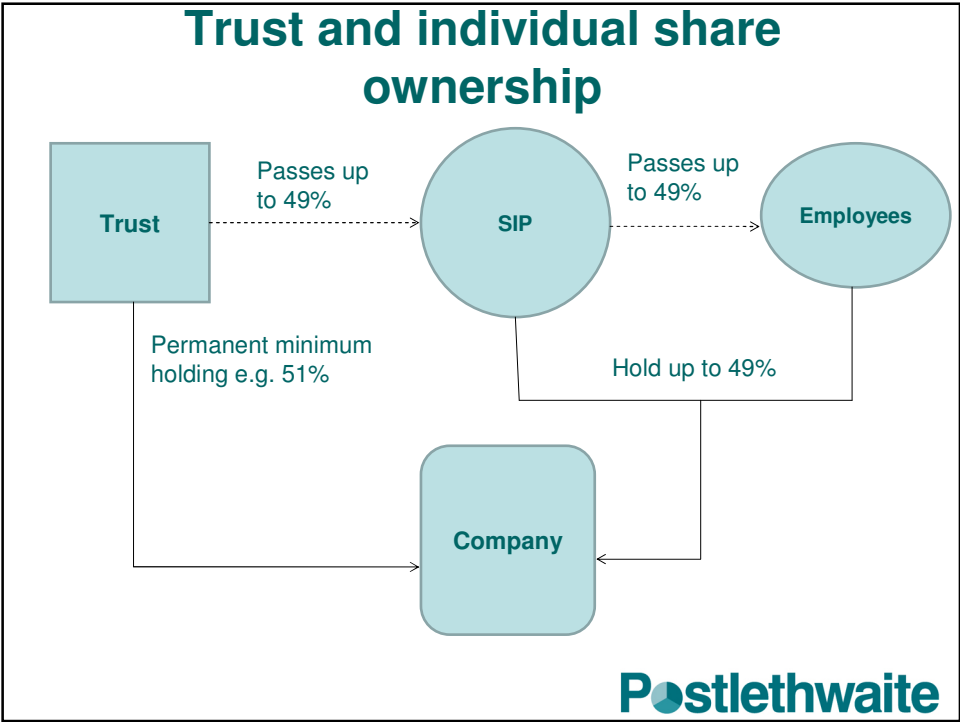 Trust and individual share
ownership
Passes up
to 49%
Passes up
to 49%
Trust
SIP
Employees
Permanent minimum
holding e.g. 51%
Hold up to 49%
Company
Postlethwaite